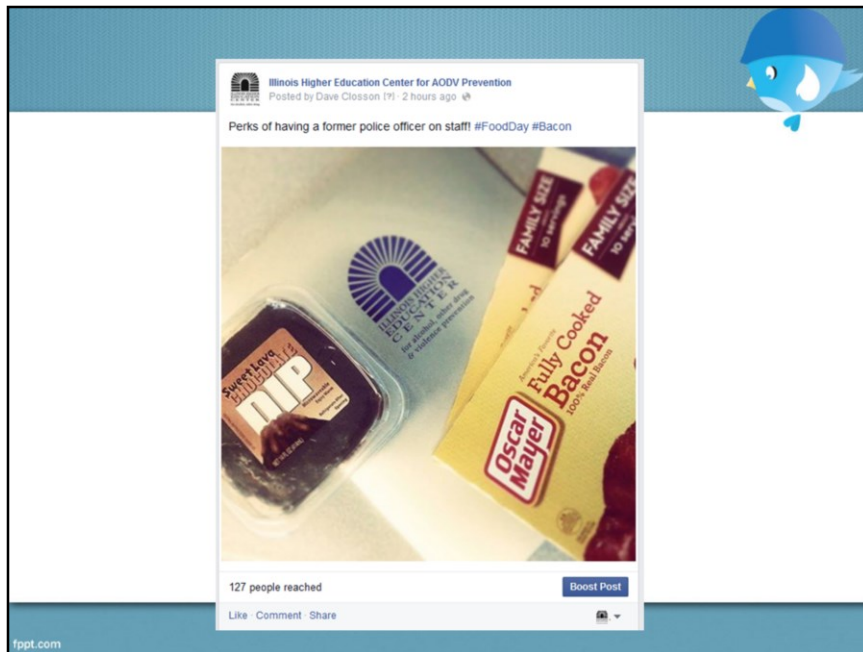 Illinois Higher Education Center for AODV Prevention
Posted by Dave Closson [?] · 2 hours ago
Perks of having a former police officer on staff! #FoodDay #Bacon
Sweet Lava
CHOCOLATE
DIP
ILLINOIS HIGHER
EDUCATION
CENTER
for alcohol, other drug
& violence prevention
FAMILY SIZE
10 servings
FAMILY SIZE
10
America's Favorite
Fully Cooked
Bacon
100% Real Bacon
Oscar
Mayer
127 people reached
Boost Post
Like · Comment · Share
fppt.com